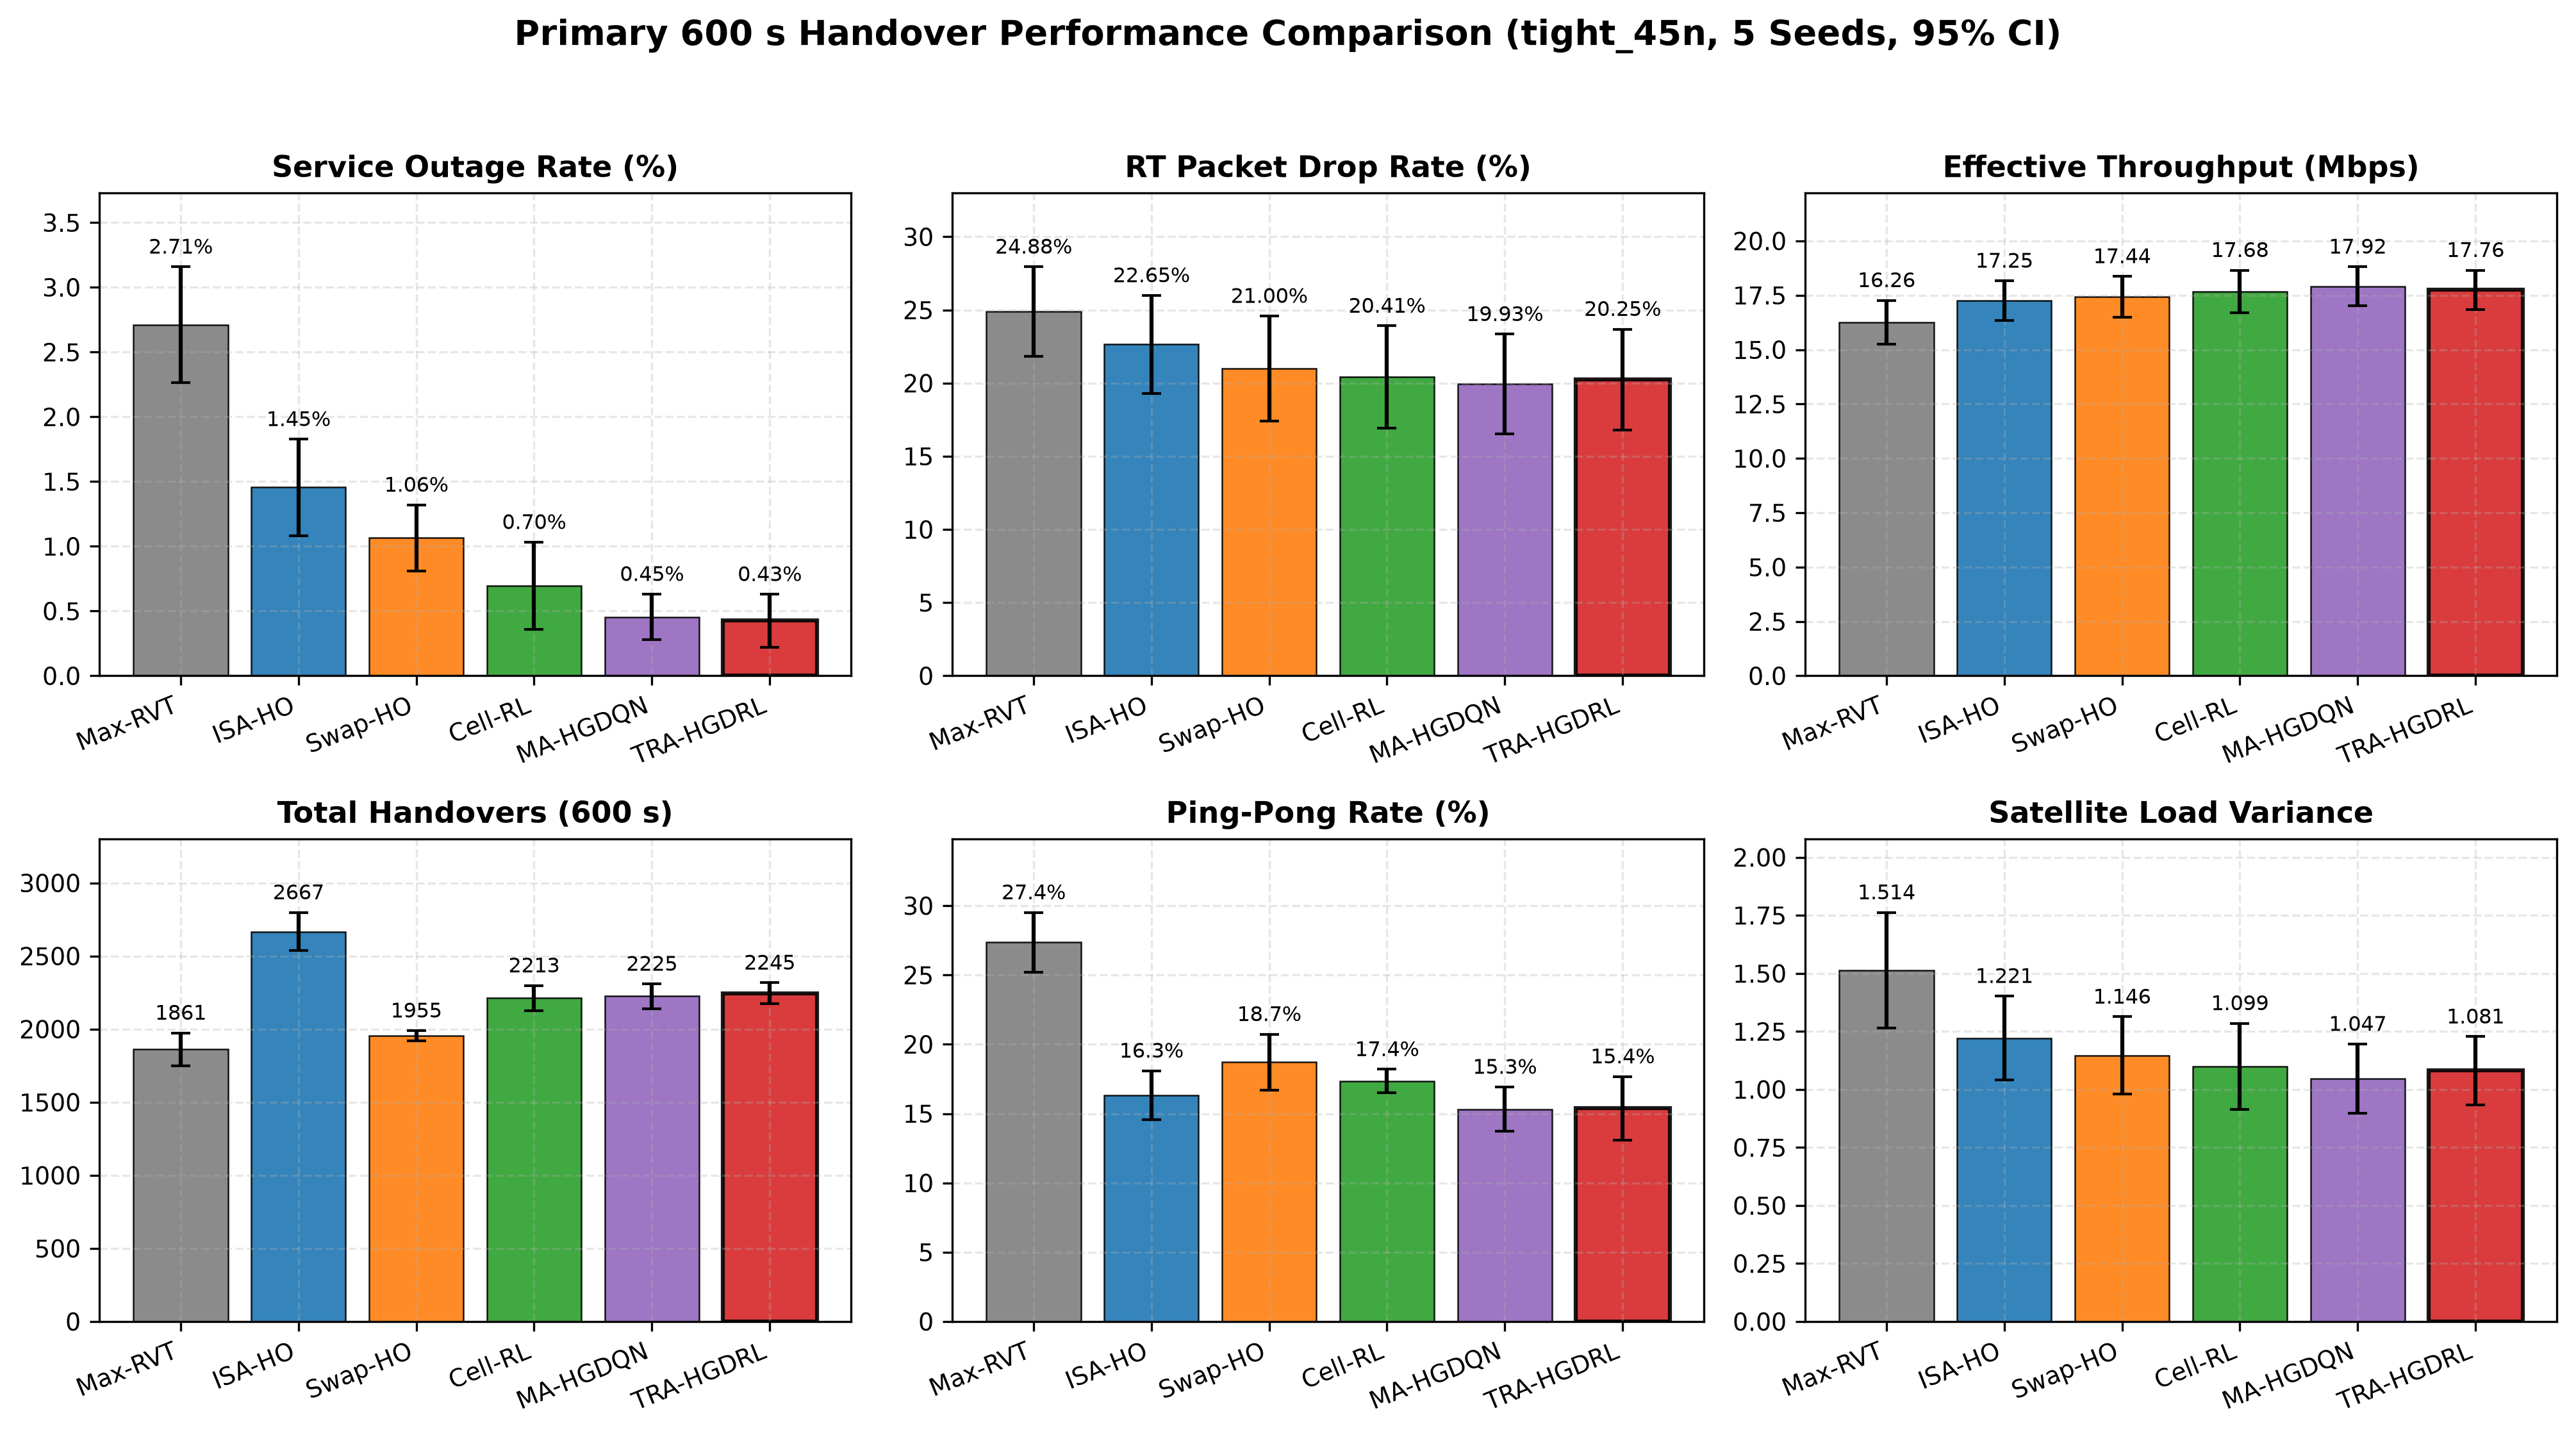 Primary 600 s Handover Performance Comparison (tight_45n, 5 Seeds, 95% CI)
Service Outage Rate (%)
3.5
3.0
2.5
2.0
1.5
1.0
0.5
0.0
2.71%
1.45%
1.06%
0.70%
0.45%
0.43%
Max-RVT
ISA-HO
Swap-HO
Cell-RL
MA-HGDQN
TRA-HGDRL
RT Packet Drop Rate (%)
30
25
20
15
10
5
0
24.88%
22.65%
21.00%
20.41%
19.93%
20.25%
Max-RVT
ISA-HO
Swap-HO
Cell-RL
MA-HGDQN
TRA-HGDRL
Effective Throughput (Mbps)
20.0
17.5
15.0
12.5
10.0
7.5
5.0
2.5
0.0
16.26
17.25
17.44
17.68
17.92
17.76
Max-RVT
ISA-HO
Swap-HO
Cell-RL
MA-HGDQN
TRA-HGDRL
Total Handovers (600 s)
3000
2500
2000
1500
1000
500
0
1861
2667
1955
2213
2225
2245
Max-RVT
ISA-HO
Swap-HO
Cell-RL
MA-HGDQN
TRA-HGDRL
Ping-Pong Rate (%)
30
25
20
15
10
5
0
27.4%
16.3%
18.7%
17.4%
15.3%
15.4%
Max-RVT
ISA-HO
Swap-HO
Cell-RL
MA-HGDQN
TRA-HGDRL
Satellite Load Variance
2.00
1.75
1.50
1.25
1.00
0.75
0.50
0.25
0.00
1.514
1.221
1.146
1.099
1.047
1.081
Max-RVT
ISA-HO
Swap-HO
Cell-RL
MA-HGDQN
TRA-HGDRL